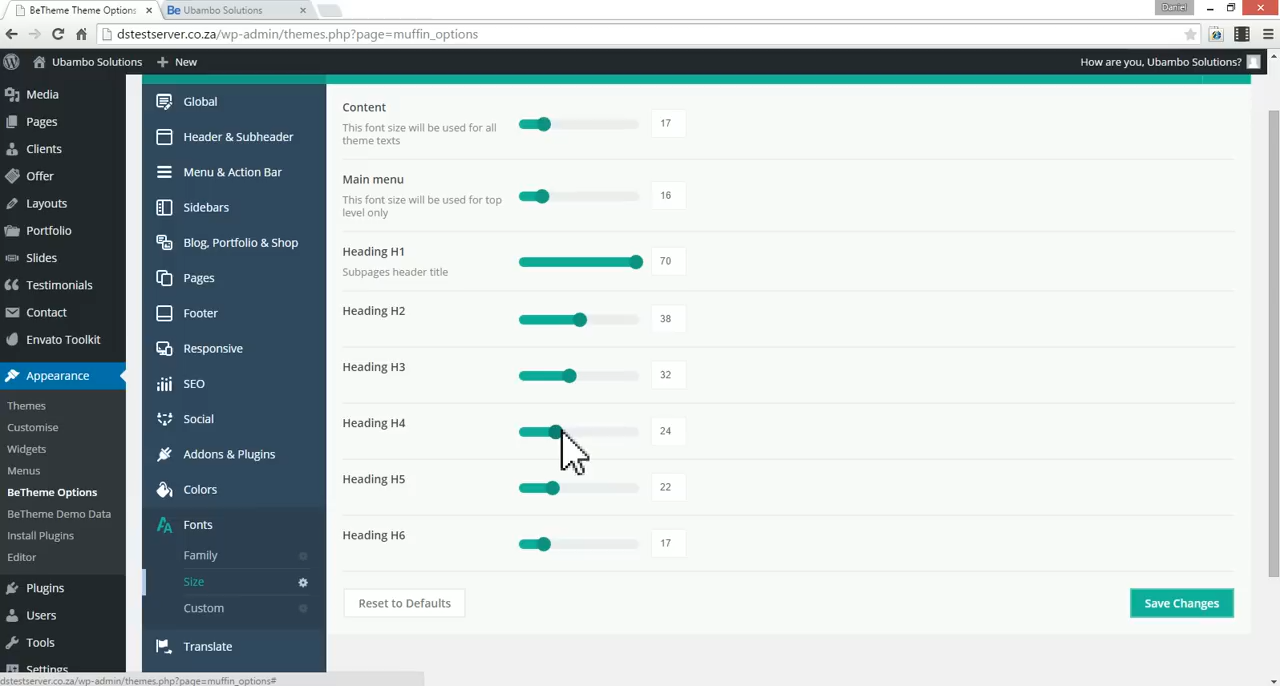 BeTheme Theme Options
Be Ubambo Solutions
Daniel
dstestserver.co.za/wp-admin/themes.php?page=muffin_options
Ubambo Solutions
New
How are you, Ubambo Solutions?
Media
Pages
Clients
Offer
Layouts
Portfolio
Slides
Testimonials
Contact
Envato Toolkit
Appearance
Themes
Customise
Widgets
Menus
BeTheme Options
BeTheme Demo Data
Install Plugins
Editor
Plugins
Users
Tools
Settings
Global
Header & Subheader
Menu & Action Bar
Sidebars
Blog, Portfolio & Shop
Pages
Footer
Responsive
SEO
Social
Addons & Plugins
Colors
Fonts
Family
Size
Custom
Translate
Content
This font size will be used for all
theme texts
17
Main menu
This font size will be used for top
level only
16
Heading H1
Subpages header title
70
Heading H2
38
Heading H3
32
Heading H4
24
Heading H5
22
Heading H6
17
Reset to Defaults
Save Changes
dstestserver.co.za/wp-admin/themes.php?page=muffin_options#